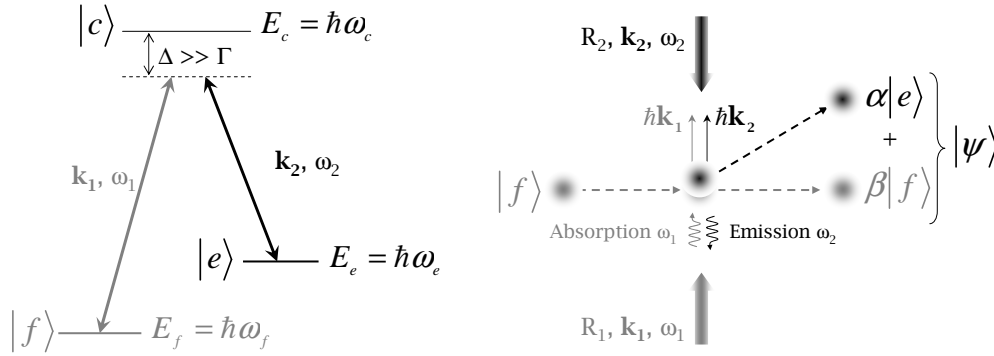 |c⟩ E_c = ħω_c
Δ >> Γ
k₁, ω₁
k₂, ω₂
|e⟩ E_e = ħω_e
|f⟩ E_f = ħω_f
R₂, k₂, ω₂
ħk₁ ħk₂
α|e⟩
+
|ψ⟩
|f⟩
β|f⟩
Absorption ω₁
Emission ω₂
R₁, k₁, ω₁